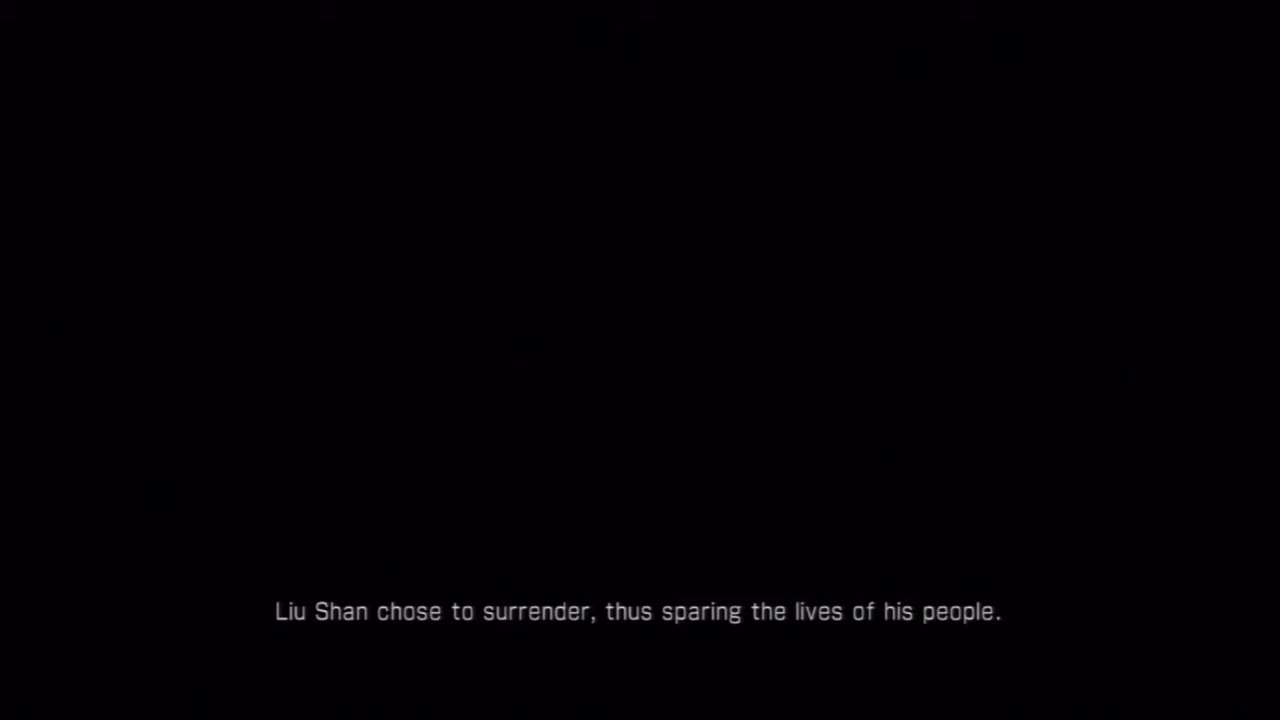 Liu Shan chose to surrender, thus sparing the lives of his people.